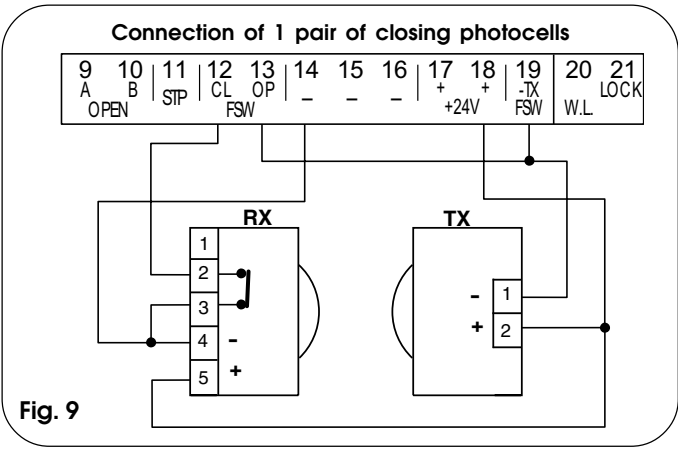 Connection of 1 pair of closing photocells
9 10 11 12 13 14 15 16 17 18 19 20 21
A B STP CL OP – – – + + -TX LOCK
OPEN FSW +24V FSW W.L.
RX TX
1
2
3
4 -
5 +
- 1
+ 2
Fig. 9